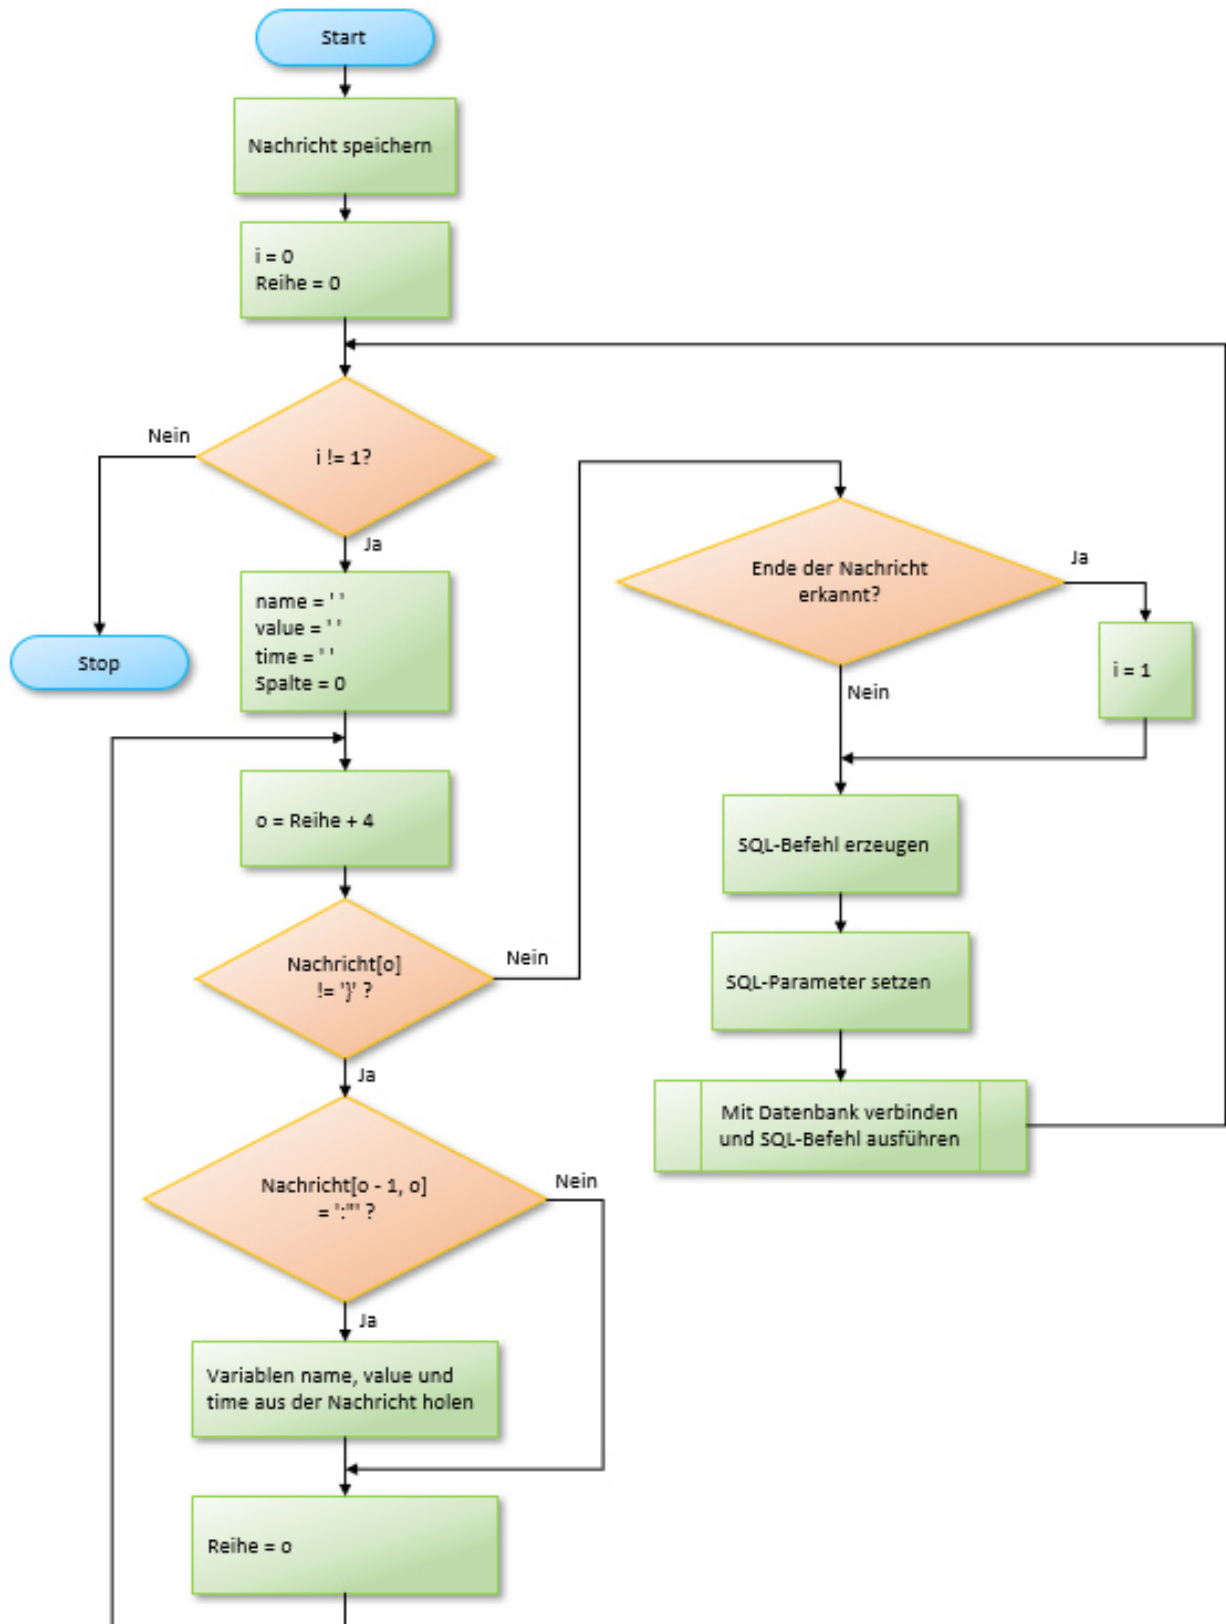 Start
Nachricht speichern
i = 0
Reihe = 0
Nein
i != 1?
Ja
Stop
name = ' '
value = ' '
time = ' '
Spalte = 0
o = Reihe + 4
Nachricht[o]
!= '}' ?
Nein
Ja
Nachricht[o - 1, o]
= ':"' ?
Nein
Ja
Variablen name, value und
time aus der Nachricht holen
Reihe = o
Ende der Nachricht
erkannt?
Ja
i = 1
Nein
SQL-Befehl erzeugen
SQL-Parameter setzen
Mit Datenbank verbinden
und SQL-Befehl ausführen